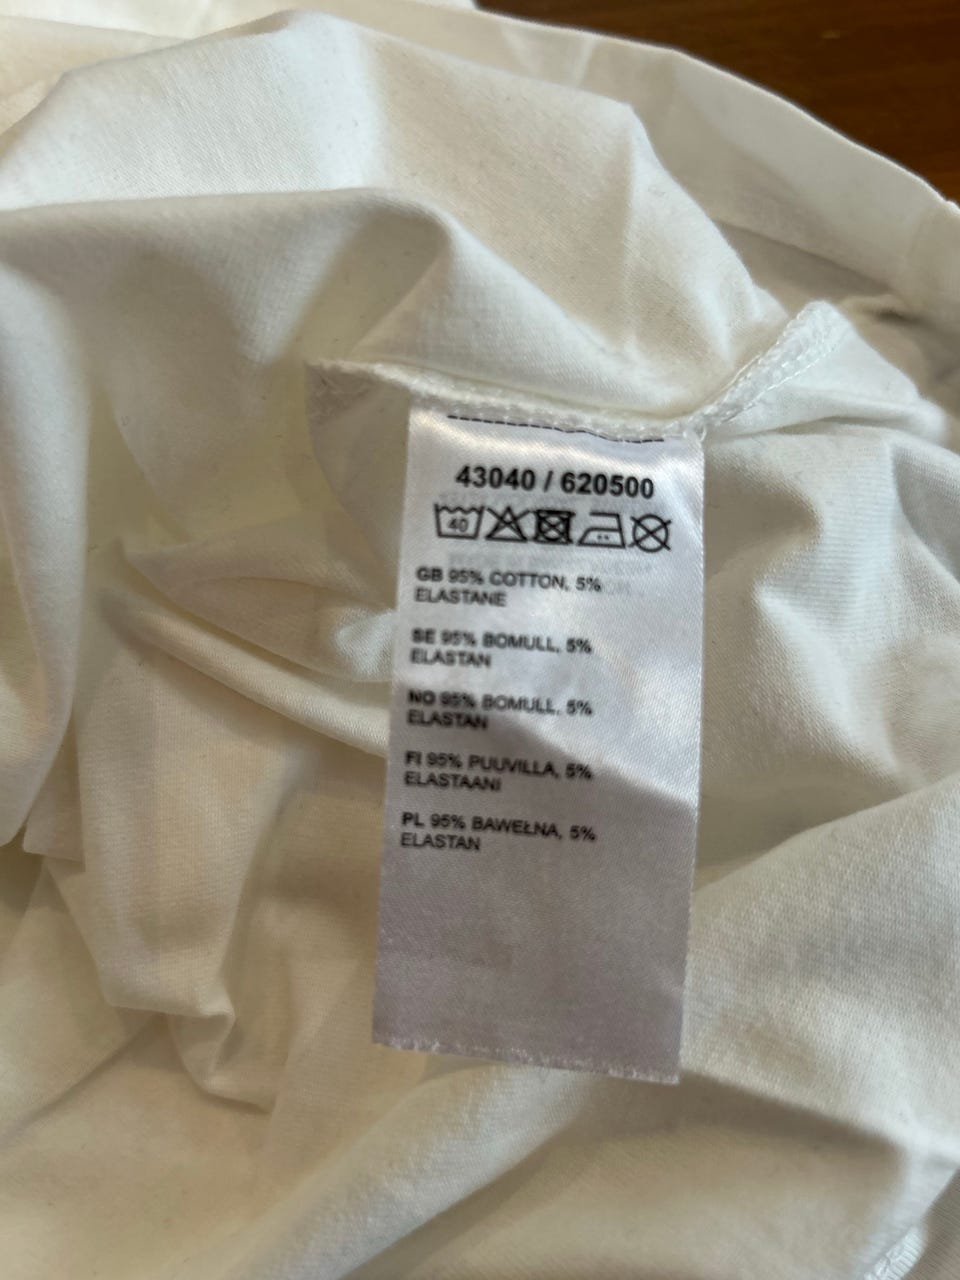 43040 / 620500
40
GB 95% COTTON, 5%
ELASTANE
SE 95% BOMULL, 5%
ELASTAN
NO 95% BOMULL, 5%
ELASTAN
FI 95% PUUVILLA, 5%
ELASTAANI
PL 95% BAWEŁNA, 5%
ELASTAN